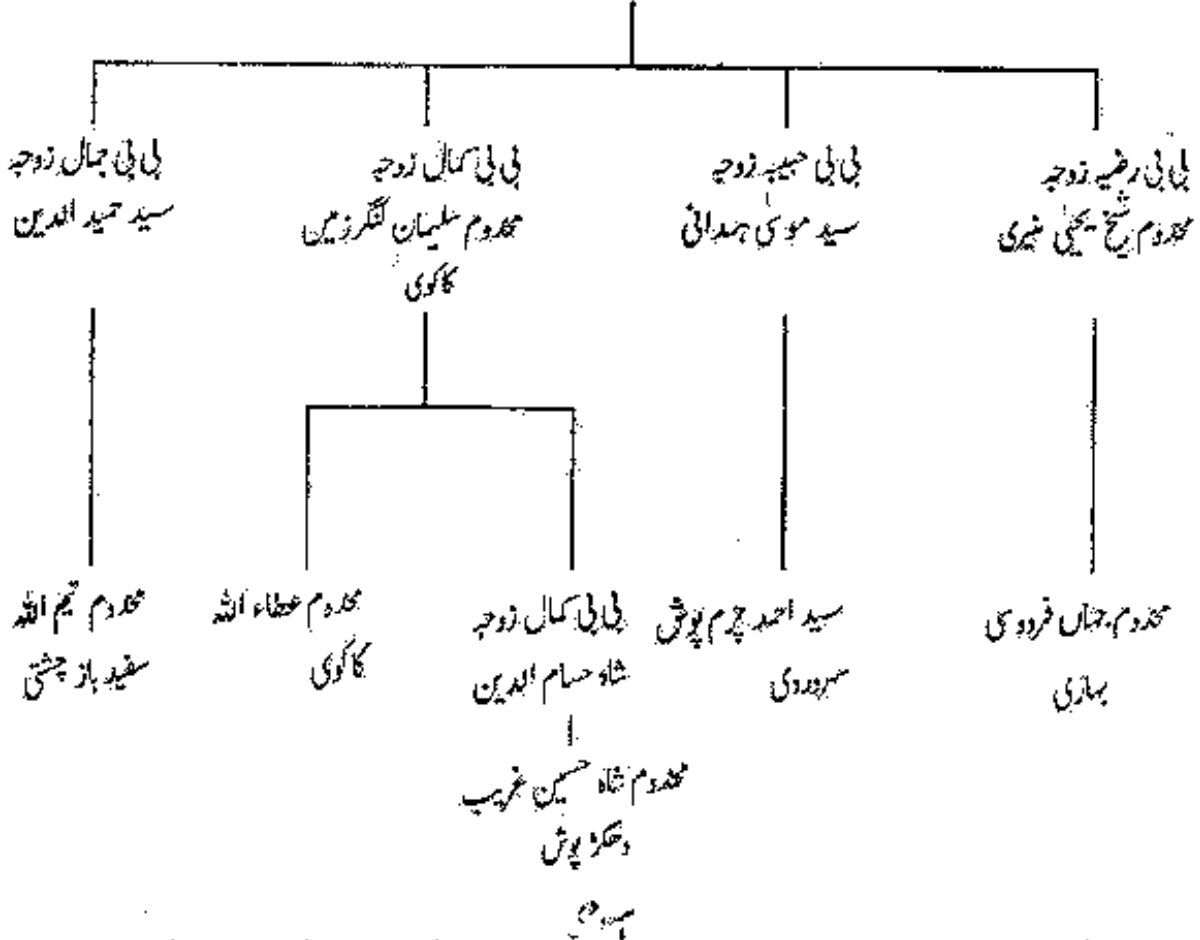 بی بی رضیہ زوجہ
مخدوم شیخ یحییٰ منیری
بی بی حبیبہ زوجہ
سید موسیٰ ہمدانی
بی بی کمال زوجہ
مخدوم سلیمان لنگر زمین
کاکوی
بی بی جمال زوجہ
سید حمید الدین
مخدوم جہاں فردوسی
بہاری
سید احمد چرم پوش
سہروردی
بی بی کمال زوجہ
شاہ حسام الدین
مخدوم عطاء اللہ
کاکوی
مخدوم تیم اللہ
سفید باز چشتی
مخدوم شاہ حسین غریب
دھکڑ پوش